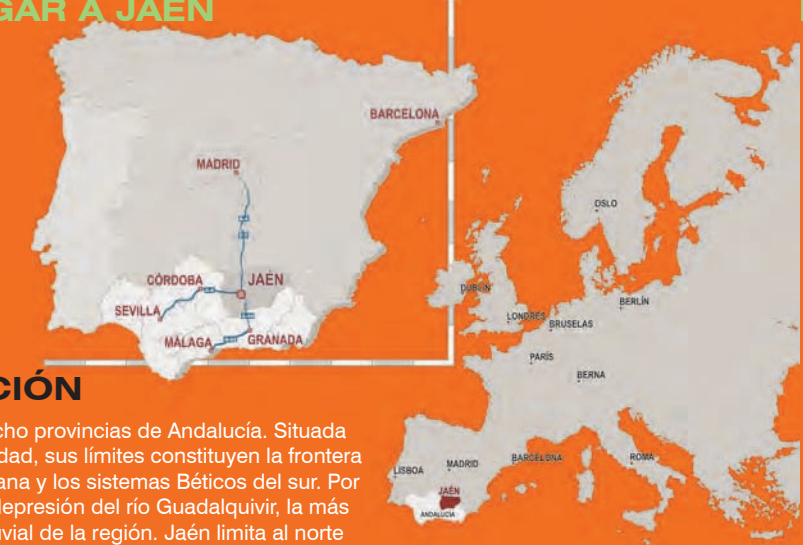 GAR A JAÉN
BARCELONA
MADRID
CÓRDOBA
JAÉN
SEVILLA
MÁLAGA
GRANADA
OSLO
DUBLIN
LONDRES
BERLÍN
BRUSELAS
PARÍS
BERNA
LISBOA
MADRID
BARCELONA
ROMA
JAÉN
ANDALUCÍA
CIÓN
cho provincias de Andalucía. Situada
dad, sus límites constituyen la frontera
ana y los sistemas Béticos del sur. Por
depresión del río Guadalquivir, la más
uvial de la región. Jaén limita al norte